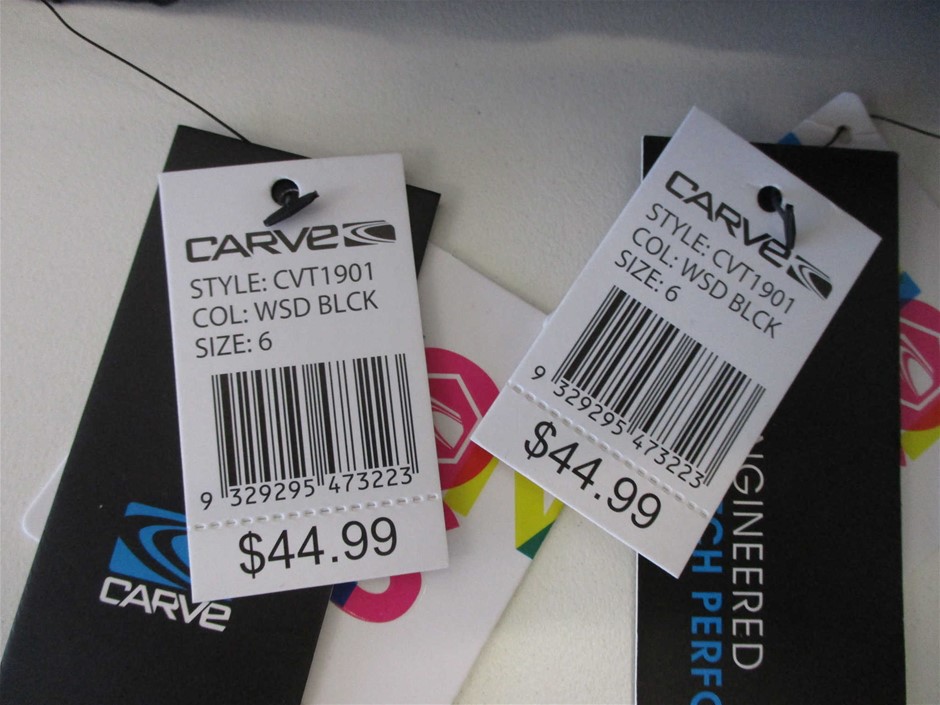 CARVE
STYLE: CVT1901
COL: WSD BLCK
SIZE: 6
9 329295 473223
$44.99
CARVE
CARVE
STYLE: CVT1901
COL: WSD BLCK
SIZE: 6
9 329295 473223
$44.99
NGINEERED
CH PERFO